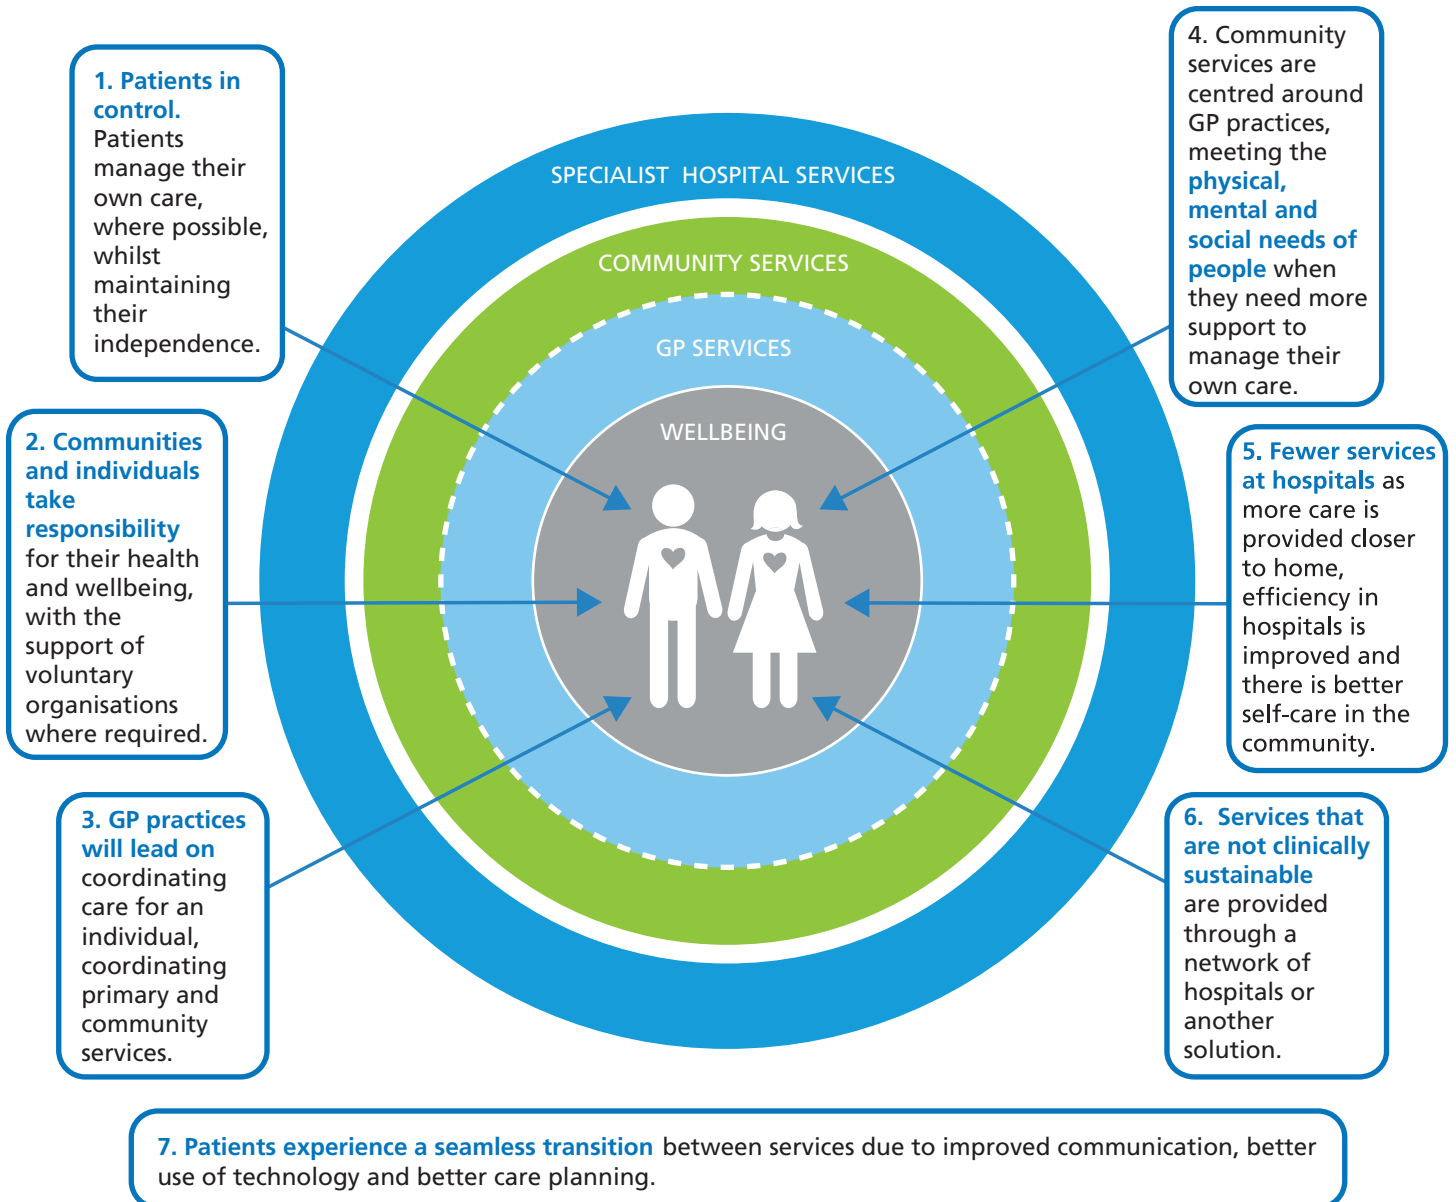 1. Patients in
control.
Patients
manage their
own care,
where possible,
whilst
maintaining
their
independence.
2. Communities
and individuals
take
responsibility
for their health
and wellbeing,
with the
support of
voluntary
organisations
where required.
3. GP practices
will lead on
coordinating
care for an
individual,
coordinating
primary and
community
services.
SPECIALIST HOSPITAL SERVICES
COMMUNITY SERVICES
GP SERVICES
WELLBEING
4. Community
services are
centred around
GP practices,
meeting the
physical,
mental and
social needs of
people when
they need more
support to
manage their
own care.
5. Fewer services
at hospitals as
more care is
provided closer
to home,
efficiency in
hospitals is
improved and
there is better
self-care in the
community.
6. Services that
are not clinically
sustainable
are provided
through a
network of
hospitals or
another
solution.
7. Patients experience a seamless transition between services due to improved communication, better
use of technology and better care planning.